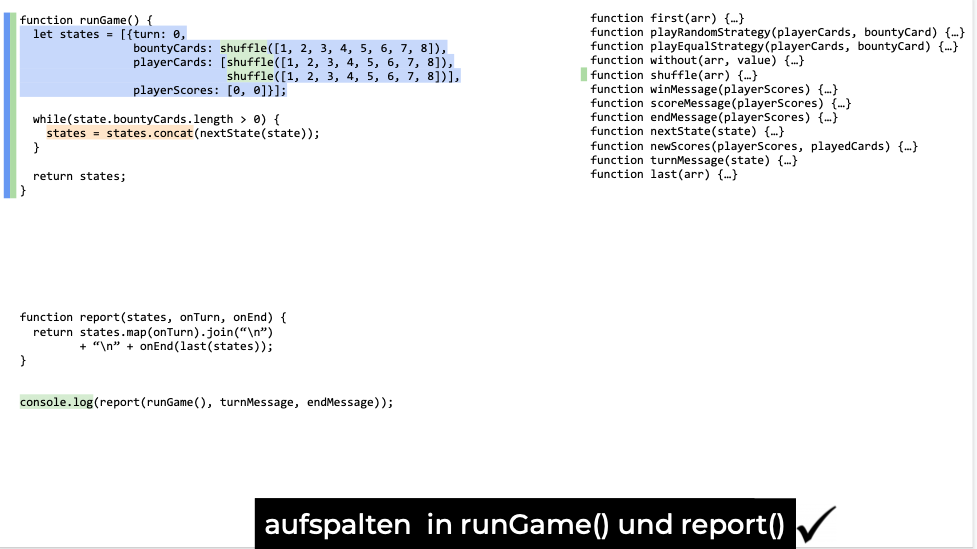 function runGame() {
let states = [{turn: 0,
bountyCards: shuffle([1, 2, 3, 4, 5, 6, 7, 8]),
playerCards: [shuffle([1, 2, 3, 4, 5, 6, 7, 8]),
shuffle([1, 2, 3, 4, 5, 6, 7, 8])],
playerScores: [0, 0]}];
while(state.bountyCards.length > 0) {
states = states.concat(nextState(state));
}
return states;
}
function report(states, onTurn, onEnd) {
return states.map(onTurn).join(“\n”)
+ “\n” + onEnd(last(states));
}
console.log(report(runGame(), turnMessage, endMessage));
function first(arr) {…}
function playRandomStrategy(playerCards, bountyCard) {…}
function playEqualStrategy(playerCards, bountyCard) {…}
function without(arr, value) {…}
function shuffle(arr) {…}
function winMessage(playerScores) {…}
function scoreMessage(playerScores) {…}
function endMessage(playerScores) {…}
function nextState(state) {…}
function newScores(playerScores, playedCards) {…}
function turnMessage(state) {…}
function last(arr) {…}
aufspalten in runGame() und report()